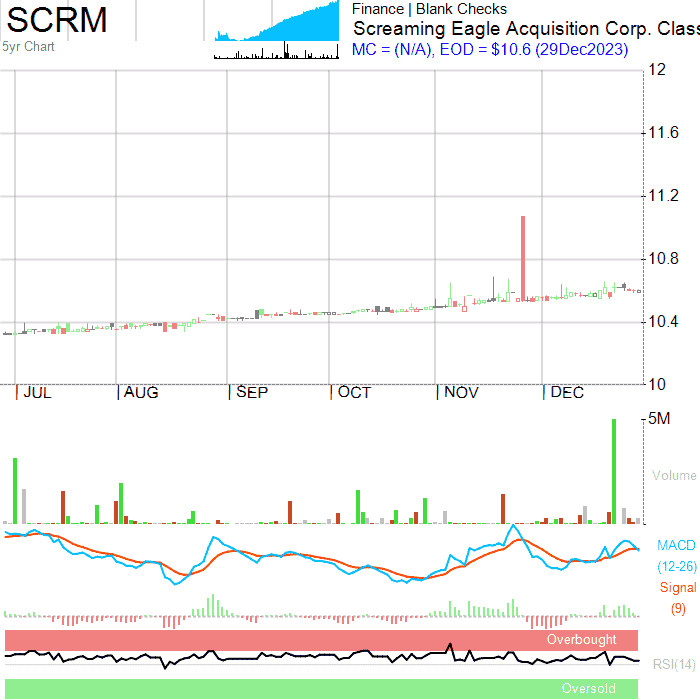 SCRM
5yr Chart
Finance | Blank Checks
Screaming Eagle Acquisition Corp. Class
MC = (N/A), EOD = $10.6 (29Dec2023)
12
11.6
11.2
10.8
10.4
10
JUL AUG SEP OCT NOV DEC
5M
Volume
MACD
(12-26)
Signal
(9)
Overbought
RSI(14)
Oversold